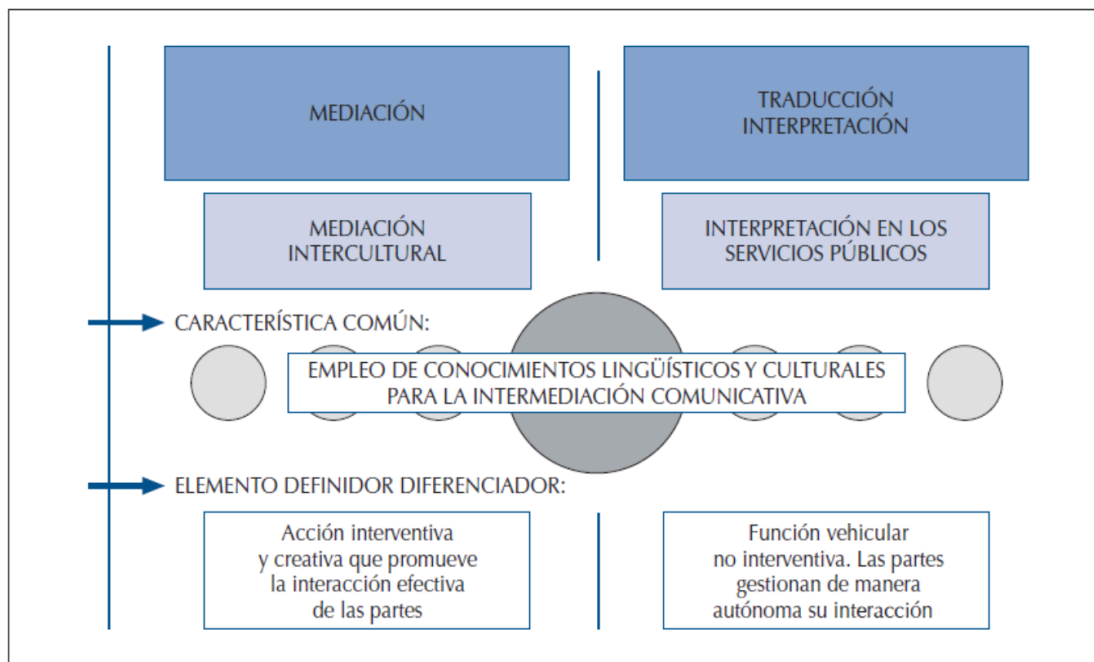 MEDIACIÓN
TRADUCCIÓN
INTERPRETACIÓN
MEDIACIÓN
INTERCULTURAL
INTERPRETACIÓN EN LOS
SERVICIOS PÚBLICOS
CARACTERÍSTICA COMÚN:
EMPLEO DE CONOCIMIENTOS LINGÜÍSTICOS Y CULTURALES
PARA LA INTERMEDIACIÓN COMUNICATIVA
ELEMENTO DEFINIDOR DIFERENCIADOR:
Acción interventiva
y creativa que promueve
la interacción efectiva
de las partes
Función vehicular
no interventiva. Las partes
gestionan de manera
autónoma su interacción